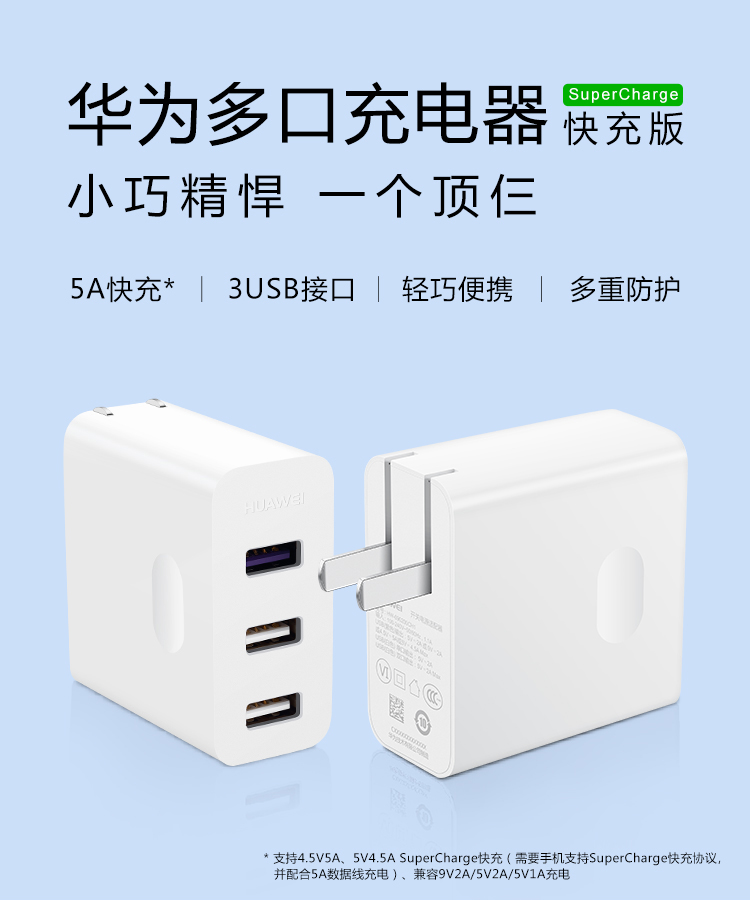 华为多口充电器
SuperCharge
快充版
小巧精悍 一个顶仨
5A快充* | 3USB接口 | 轻巧便携 | 多重防护
HUAWEI
VI
10
* 支持4.5V5A、5V4.5A SuperCharge快充（需要手机支持SuperCharge快充协议，
并配合5A数据线充电）、兼容9V2A/5V2A/5V1A充电